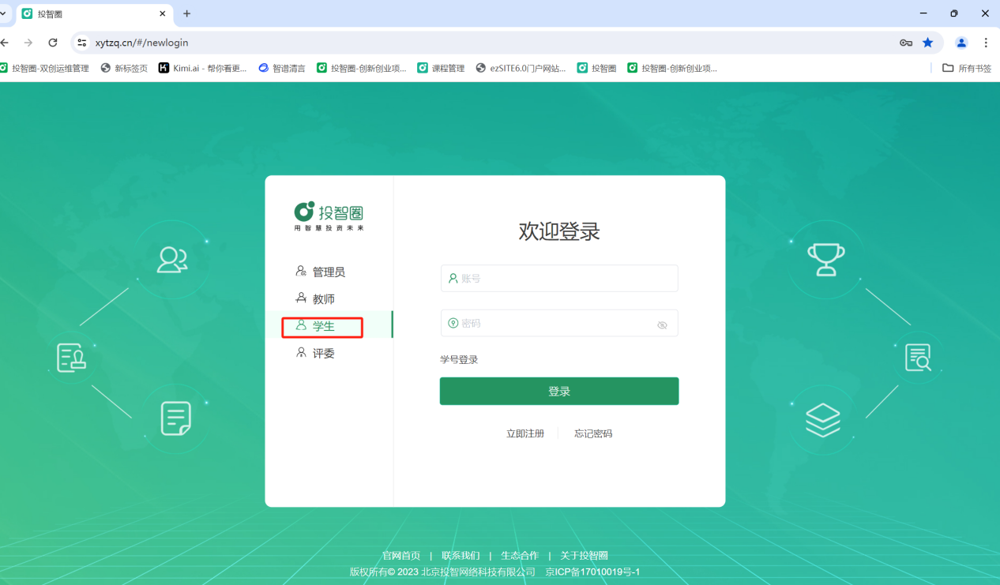 投智圈
xytzq.cn/#/newlogin
投智圈-双创运维管理 新标签页 Kimi.ai - 帮你看更... 智谱清言 投智圈-创新创业项... 课程管理 ezSITE6.0门户网站... 投智圈 投智圈-创新创业项... 所有书签
投智圈
用智慧投资未来
管理员
教师
学生
评委
欢迎登录
账号
密码
学号登录
登录
立即注册 忘记密码
官网首页 | 联系我们 | 生态合作 | 关于投智圈
版权所有© 2023 北京投智网络科技有限公司 京ICP备17010019号-1